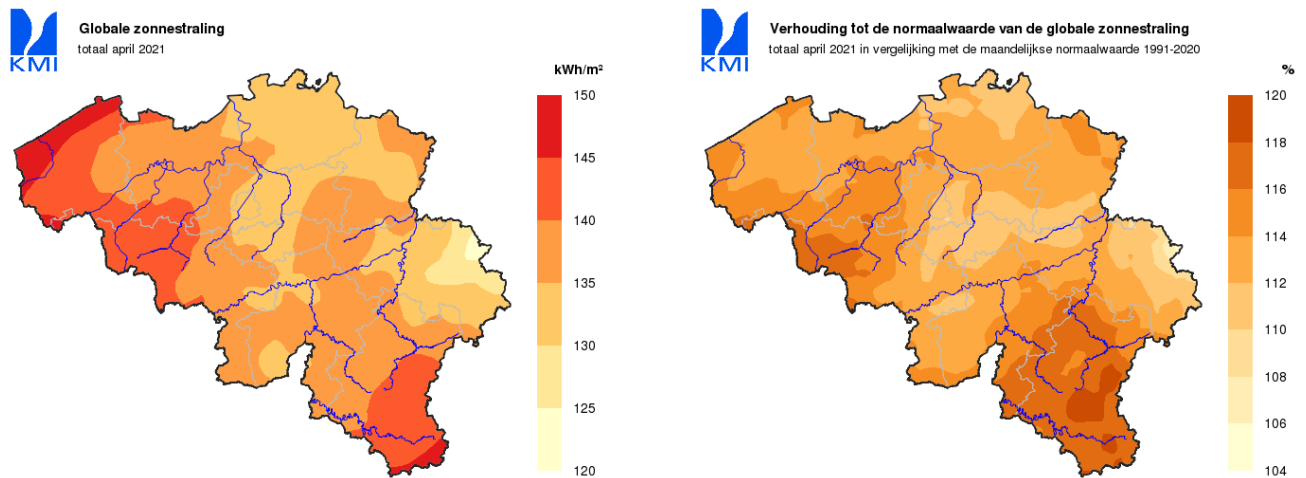 KMI
Globale zonnestraling
totaal april 2021
kWh/m²
150
145
140
135
130
125
120
KMI
Verhouding tot de normaalwaarde van de globale zonnestraling
totaal april 2021 in vergelijking met de maandelijkse normaalwaarde 1991-2020
%
120
118
116
114
112
110
108
106
104